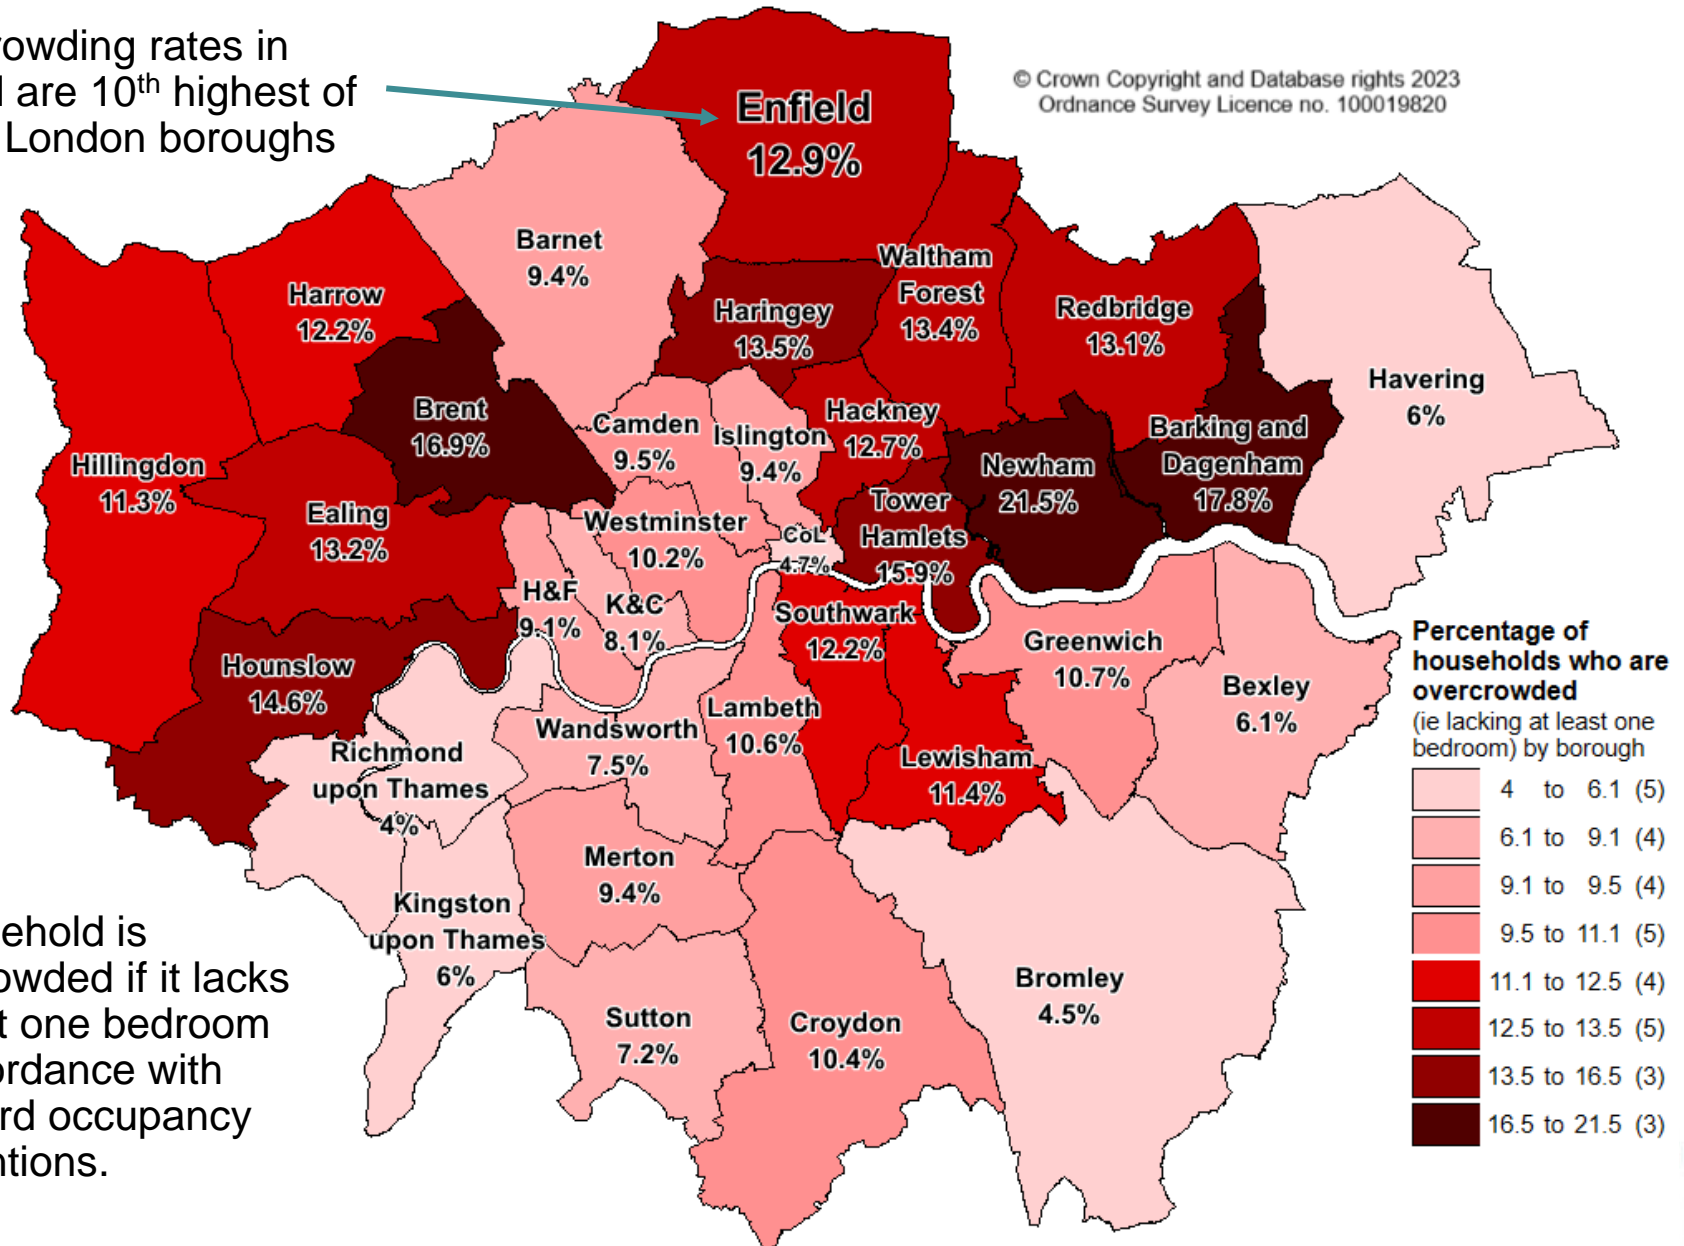 rowding rates in
are 10th highest of
London boroughs
© Crown Copyright and Database rights 2023
Ordnance Survey Licence no. 100019820
Enfield
12.9%
Barnet
9.4%
Harrow
12.2%
Haringey
13.5%
Waltham
Forest
13.4%
Redbridge
13.1%
Havering
6%
Brent
16.9%
Camden
9.5%
Islington
9.4%
Hackney
12.7%
Barking and
Dagenham
17.8%
Newham
21.5%
Hillingdon
11.3%
Ealing
13.2%
Westminster
10.2%
CoL
4.7%
Tower
Hamlets
15.9%
H&F
9.1%
K&C
8.1%
Southwark
12.2%
Greenwich
10.7%
Bexley
6.1%
Hounslow
14.6%
Richmond
upon Thames
4%
Wandsworth
7.5%
Lambeth
10.6%
Lewisham
11.4%
Merton
9.4%
Kingston
upon Thames
6%
Sutton
7.2%
Croydon
10.4%
Bromley
4.5%
Percentage of
households who are
overcrowded
(ie lacking at least one
bedroom) by borough
4 to 6.1 (5)
6.1 to 9.1 (4)
9.1 to 9.5 (4)
9.5 to 11.1 (5)
11.1 to 12.5 (4)
12.5 to 13.5 (5)
13.5 to 16.5 (3)
16.5 to 21.5 (3)
ehold is
owded if it lacks
t one bedroom
ordance with
rd occupancy
ntions.